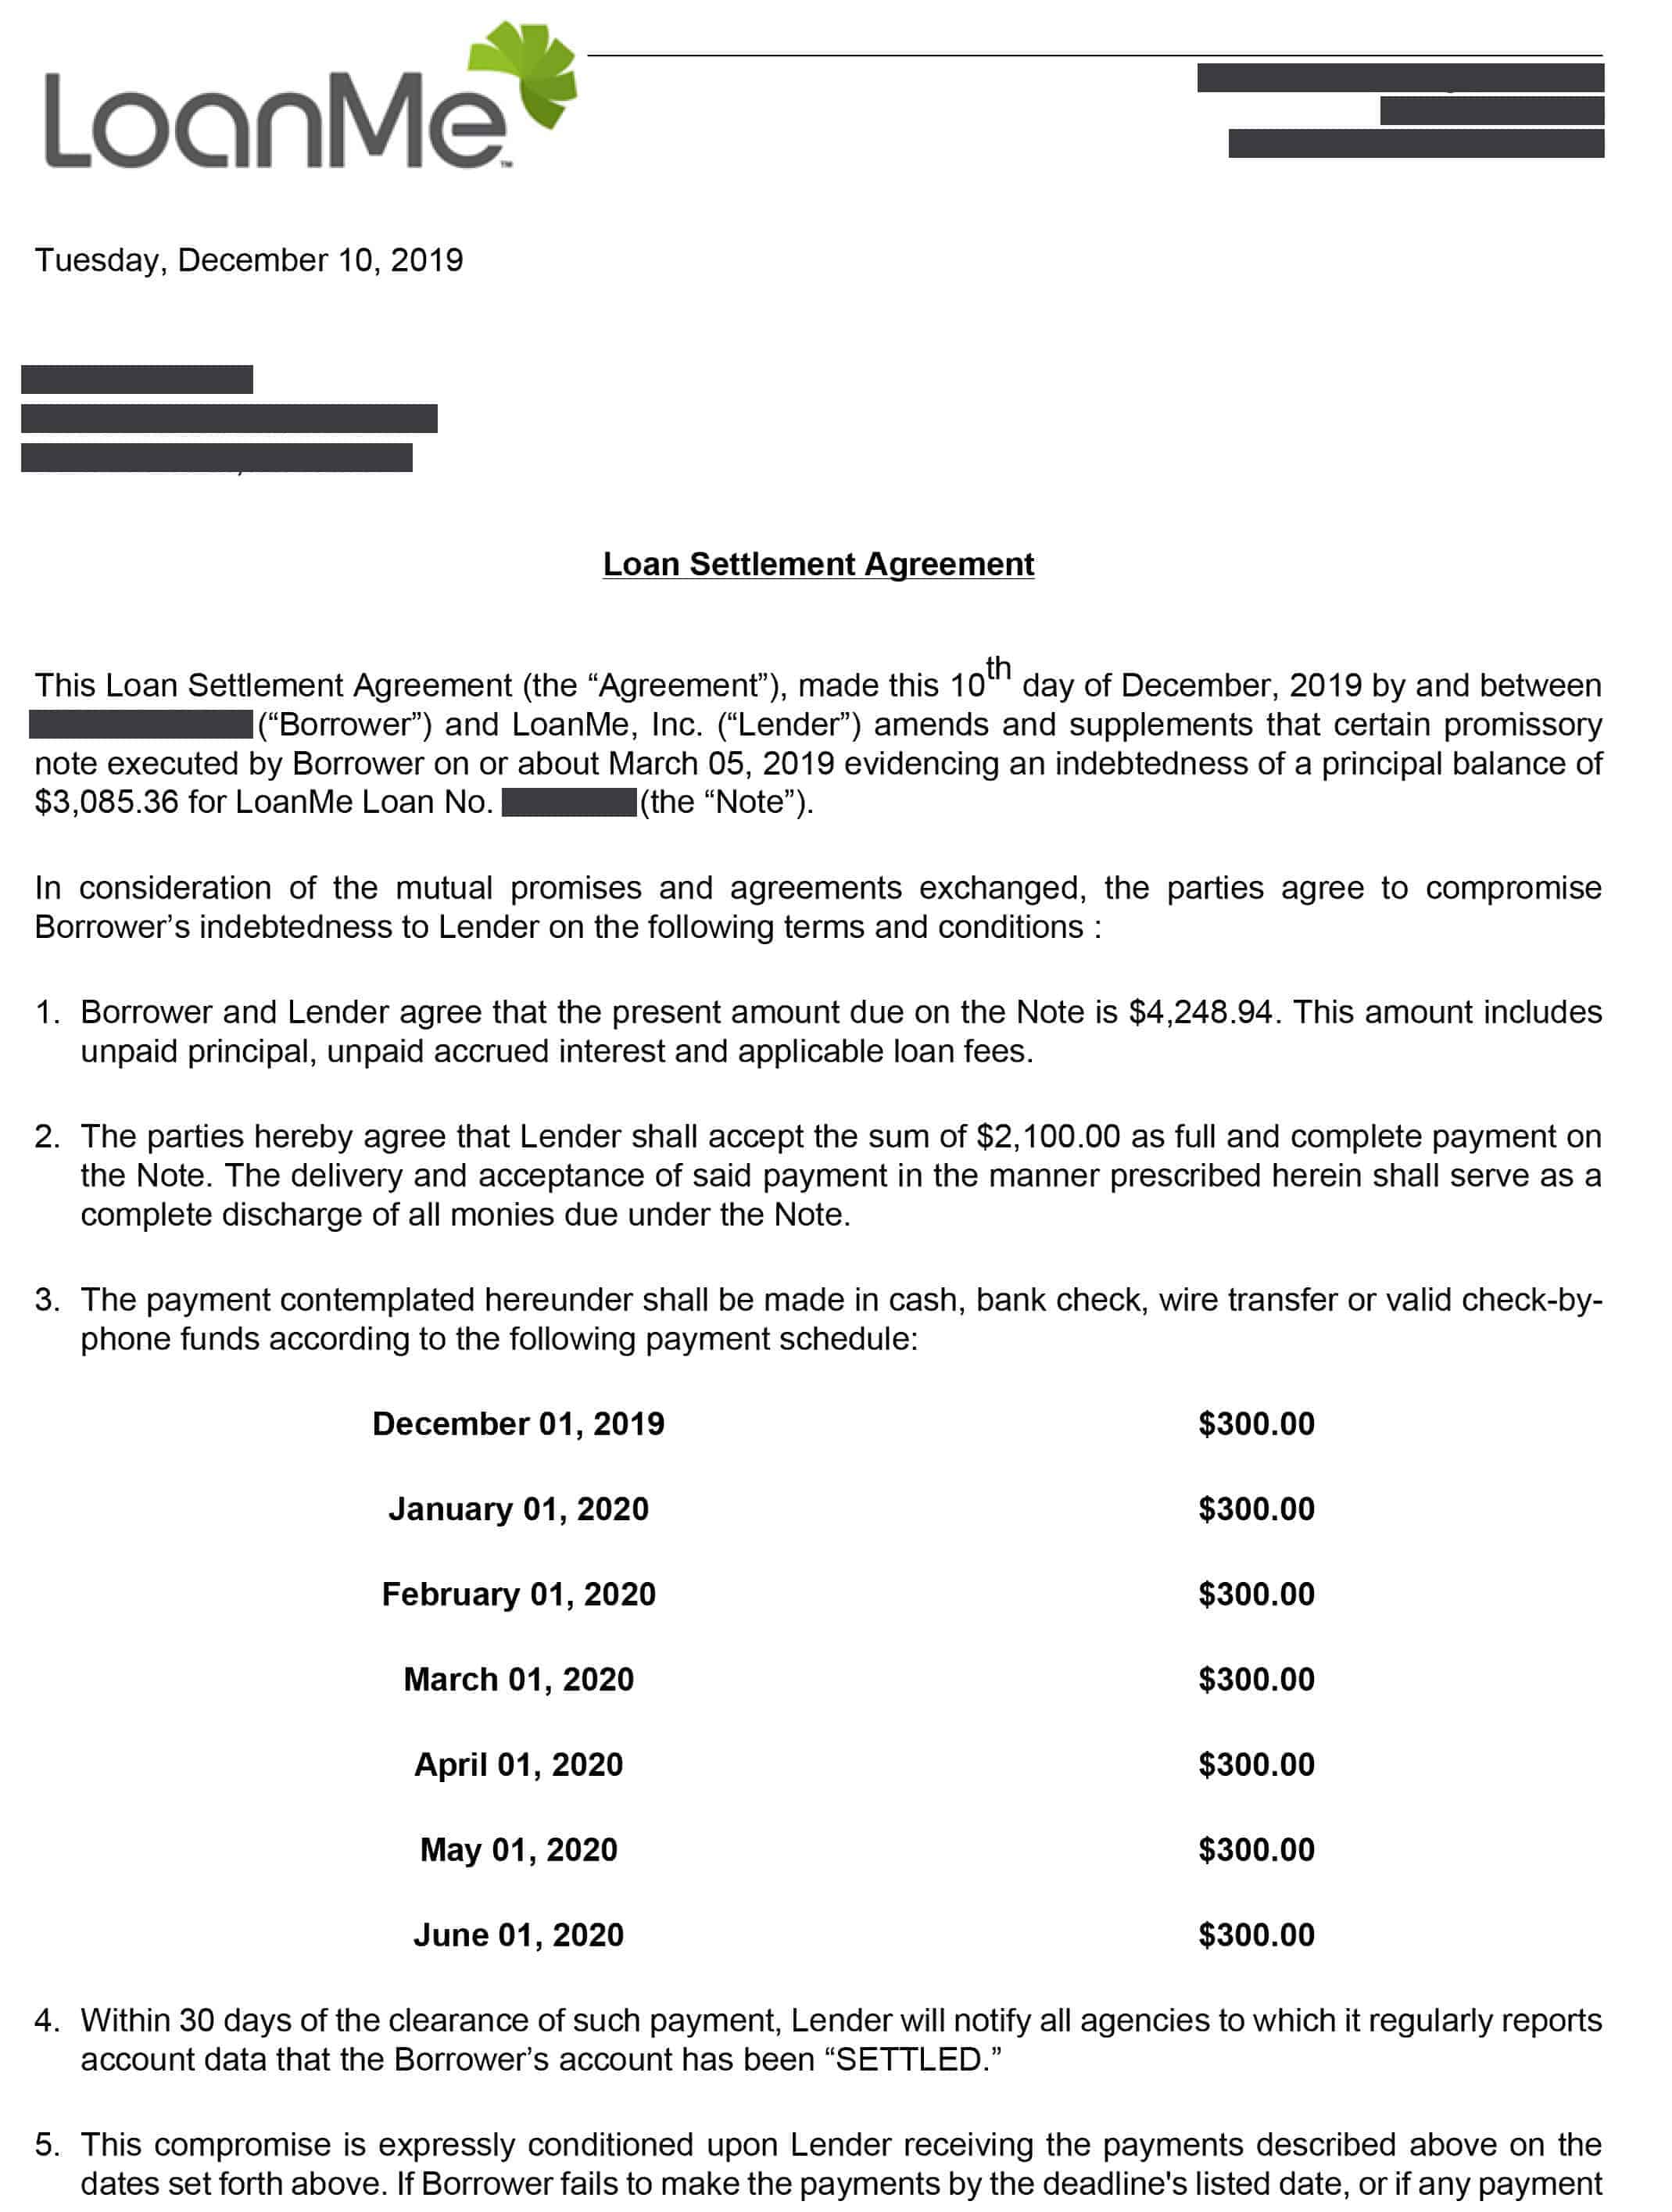 LoanMe™
Tuesday, December 10, 2019
Loan Settlement Agreement
This Loan Settlement Agreement (the “Agreement”), made this 10th day of December, 2019 by and between
(“Borrower”) and LoanMe, Inc. (“Lender”) amends and supplements that certain promissory
note executed by Borrower on or about March 05, 2019 evidencing an indebtedness of a principal balance of
$3,085.36 for LoanMe Loan No. (the “Note”).
In consideration of the mutual promises and agreements exchanged, the parties agree to compromise
Borrower’s indebtedness to Lender on the following terms and conditions :
1. Borrower and Lender agree that the present amount due on the Note is $4,248.94. This amount includes
unpaid principal, unpaid accrued interest and applicable loan fees.
2. The parties hereby agree that Lender shall accept the sum of $2,100.00 as full and complete payment on
the Note. The delivery and acceptance of said payment in the manner prescribed herein shall serve as a
complete discharge of all monies due under the Note.
3. The payment contemplated hereunder shall be made in cash, bank check, wire transfer or valid check-by-
phone funds according to the following payment schedule:
December 01, 2019 $300.00
January 01, 2020 $300.00
February 01, 2020 $300.00
March 01, 2020 $300.00
April 01, 2020 $300.00
May 01, 2020 $300.00
June 01, 2020 $300.00
4. Within 30 days of the clearance of such payment, Lender will notify all agencies to which it regularly reports
account data that the Borrower’s account has been “SETTLED.”
5. This compromise is expressly conditioned upon Lender receiving the payments described above on the
dates set forth above. If Borrower fails to make the payments by the deadline's listed date, or if any payment